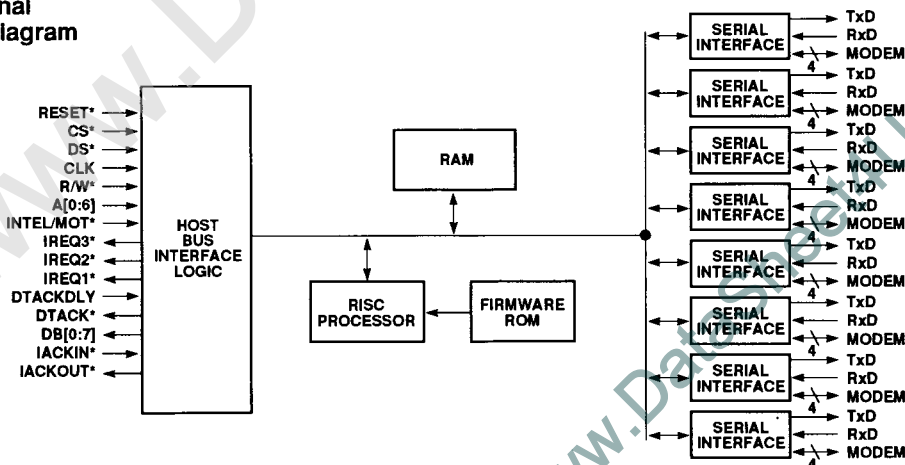 nal
iagram
RESET*
CS*
DS*
CLK
R/W*
A[0:6]
INTEL/MOT*
IREQ3*
IREQ2*
IREQ1*
DTACKDLY
DTACK*
DB[0:7]
IACKIN*
IACKOUT*
HOST
BUS
INTERFACE
LOGIC
RAM
RISC
PROCESSOR
FIRMWARE
ROM
SERIAL
INTERFACE
TxD
RxD
MODEM
4
SERIAL
INTERFACE
TxD
RxD
MODEM
4
SERIAL
INTERFACE
TxD
RxD
MODEM
4
SERIAL
INTERFACE
TxD
RxD
MODEM
4
SERIAL
INTERFACE
TxD
RxD
MODEM
4
SERIAL
INTERFACE
TxD
RxD
MODEM
4
SERIAL
INTERFACE
TxD
RxD
MODEM
4
SERIAL
INTERFACE
TxD
RxD
MODEM
4
www.DataSheet4U